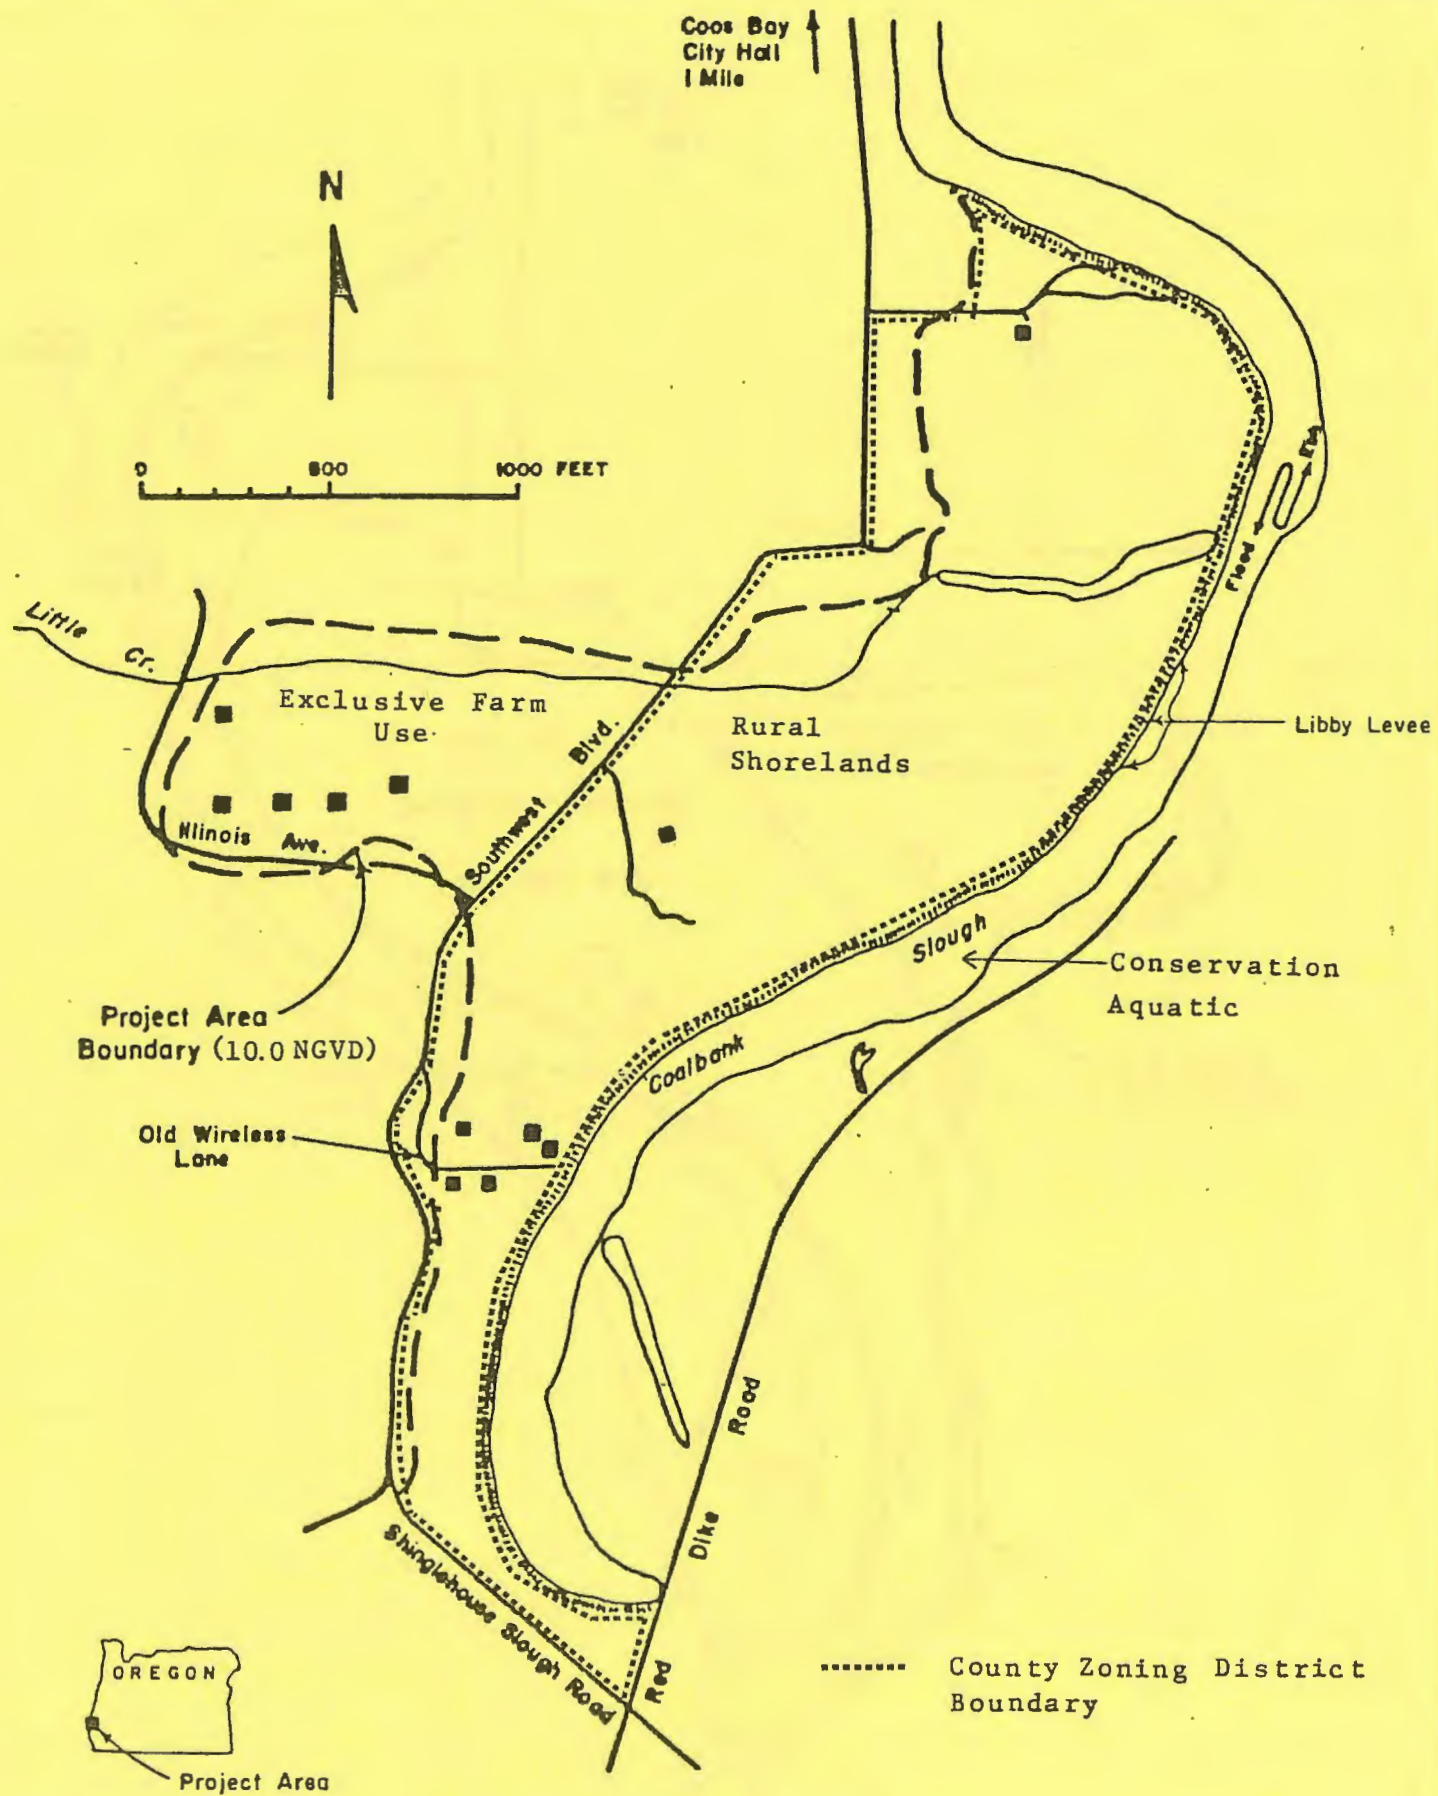 Coos Bay
City Hall
1 Mile
N
0 500 1000 FEET
Ebb
Flood
Little
Cr.
Exclusive Farm
Use
Rural
Shorelands
Libby Levee
Southwest Blvd.
Illinois Ave.
Slough
Conservation
Aquatic
Coalbank
Project Area
Boundary (10.0 NGVD)
Old Wireless
Lane
Road
Dike
Red
Shinglehouse Slough Road
OREGON
Project Area
County Zoning District
Boundary